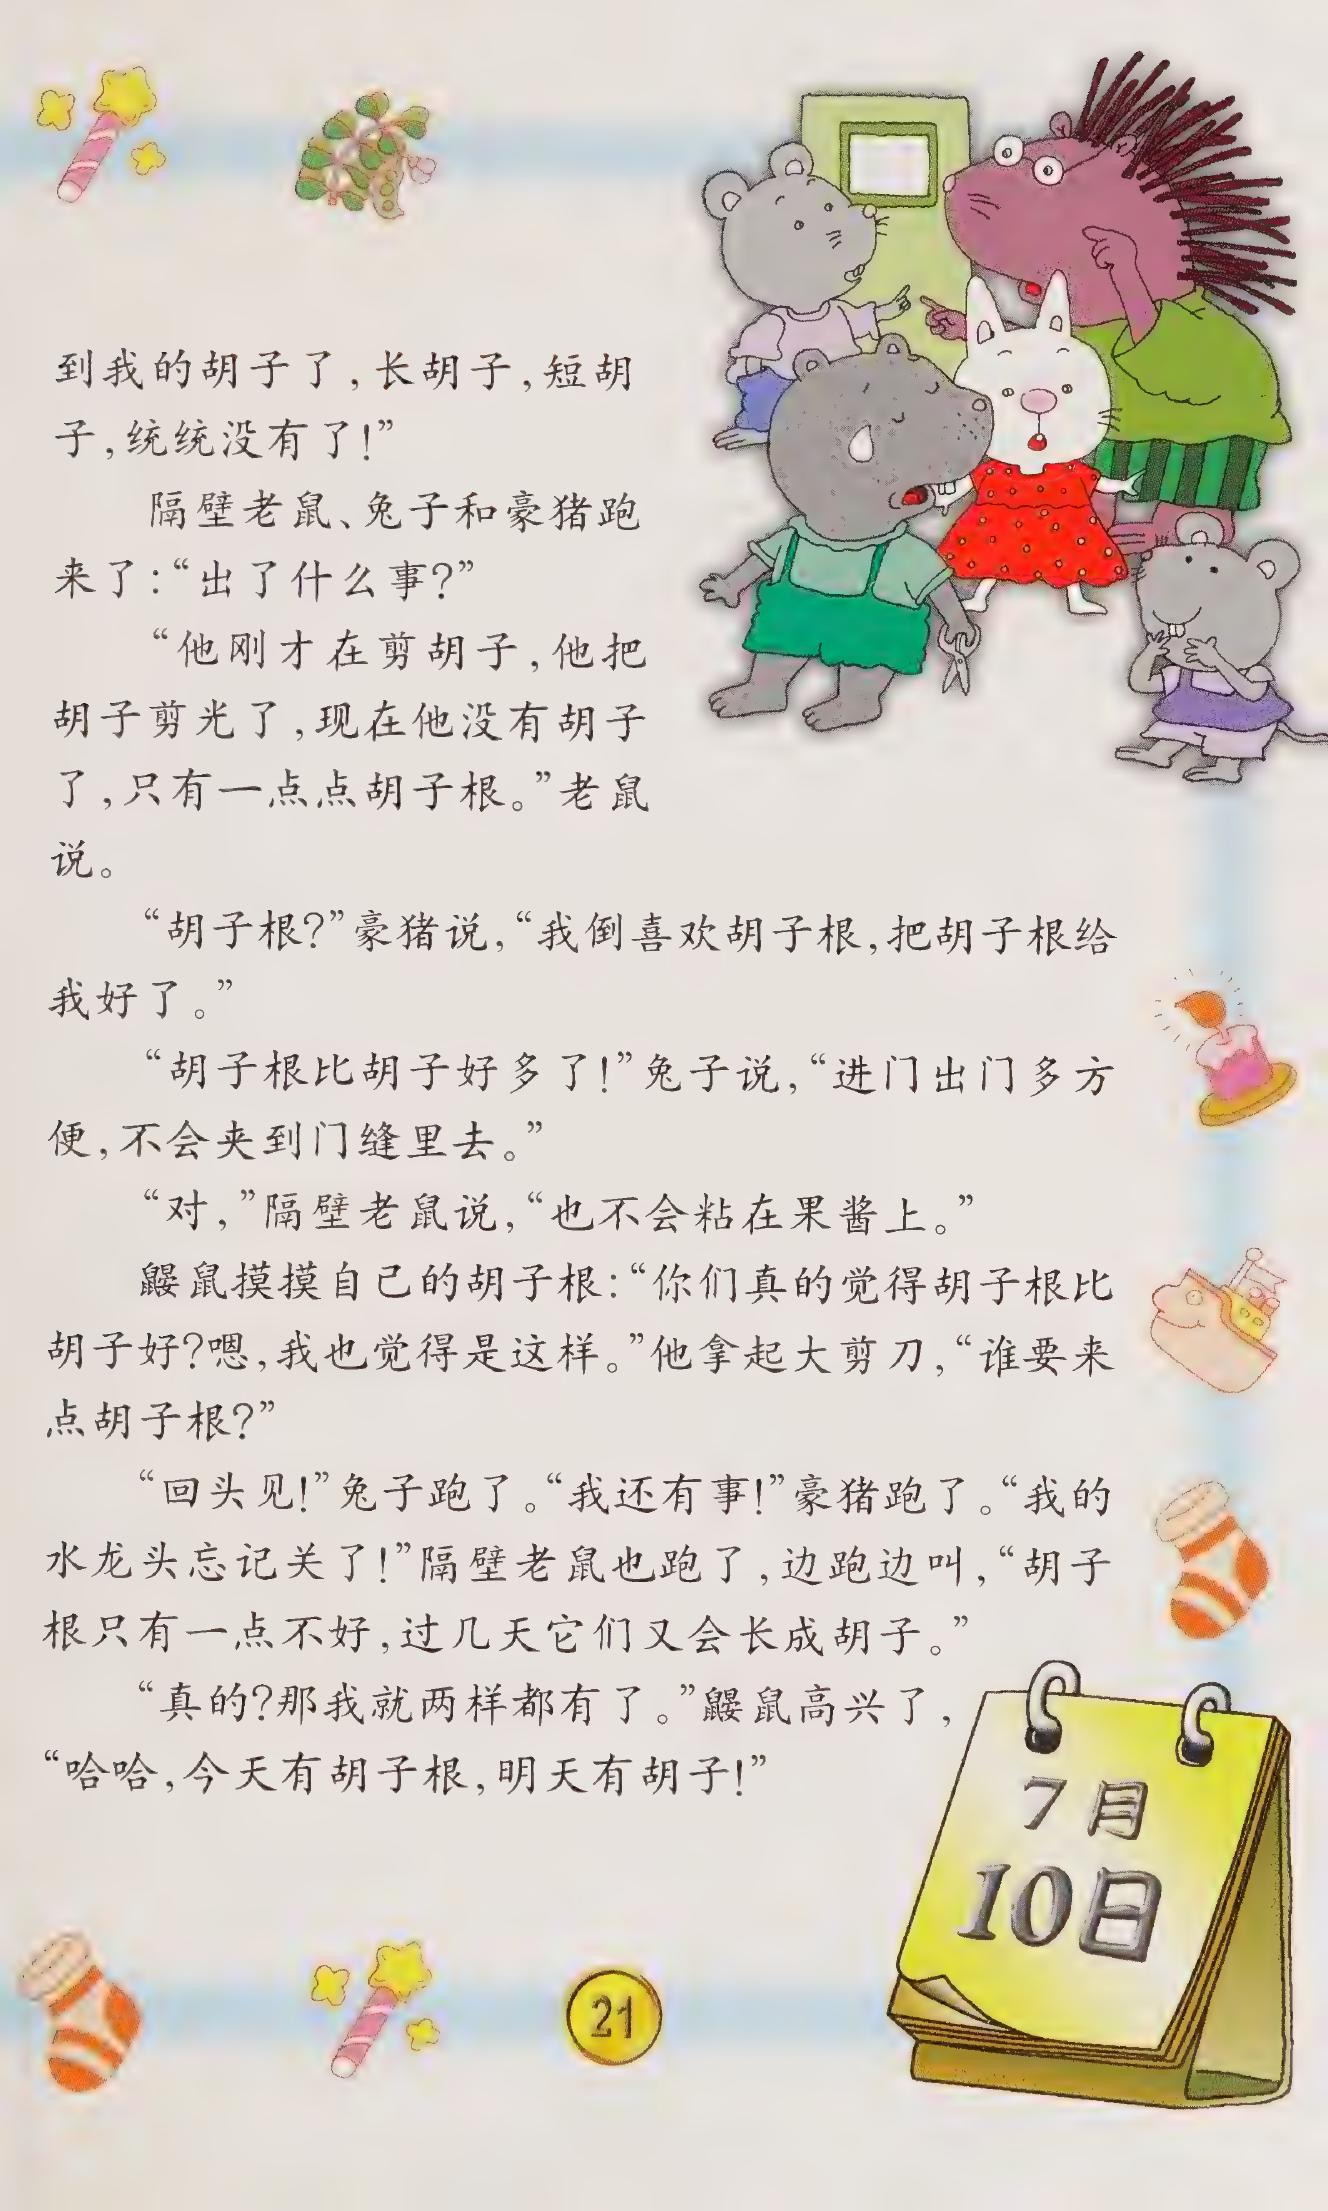 到我的胡子了，长胡子，短胡
子，统统没有了！”
隔壁老鼠、兔子和豪猪跑
来了：“出了什么事？”
“他刚才在剪胡子，他把
胡子剪光了，现在他没有胡子
了，只有一点点胡子根。”老鼠
说。
“胡子根？”豪猪说，“我倒喜欢胡子根，把胡子根给
我好了。”
“胡子根比胡子好多了！”兔子说，“进门出门多方
便，不会夹到门缝里去。”
“对，”隔壁老鼠说，“也不会粘在果酱上。”
鼹鼠摸摸自己的胡子根：“你们真的觉得胡子根比
胡子好？嗯，我也觉得是这样。”他拿起大剪刀，“谁要来
点胡子根？”
“回头见！”兔子跑了。“我还有事！”豪猪跑了。“我的
水龙头忘记关了！”隔壁老鼠也跑了，边跑边叫，“胡子
根只有一点不好，过几天它们又会长成胡子。”
“真的？那我就两样都有了。”鼹鼠高兴了，
“哈哈，今天有胡子根，明天有胡子！”
7月
10日
21